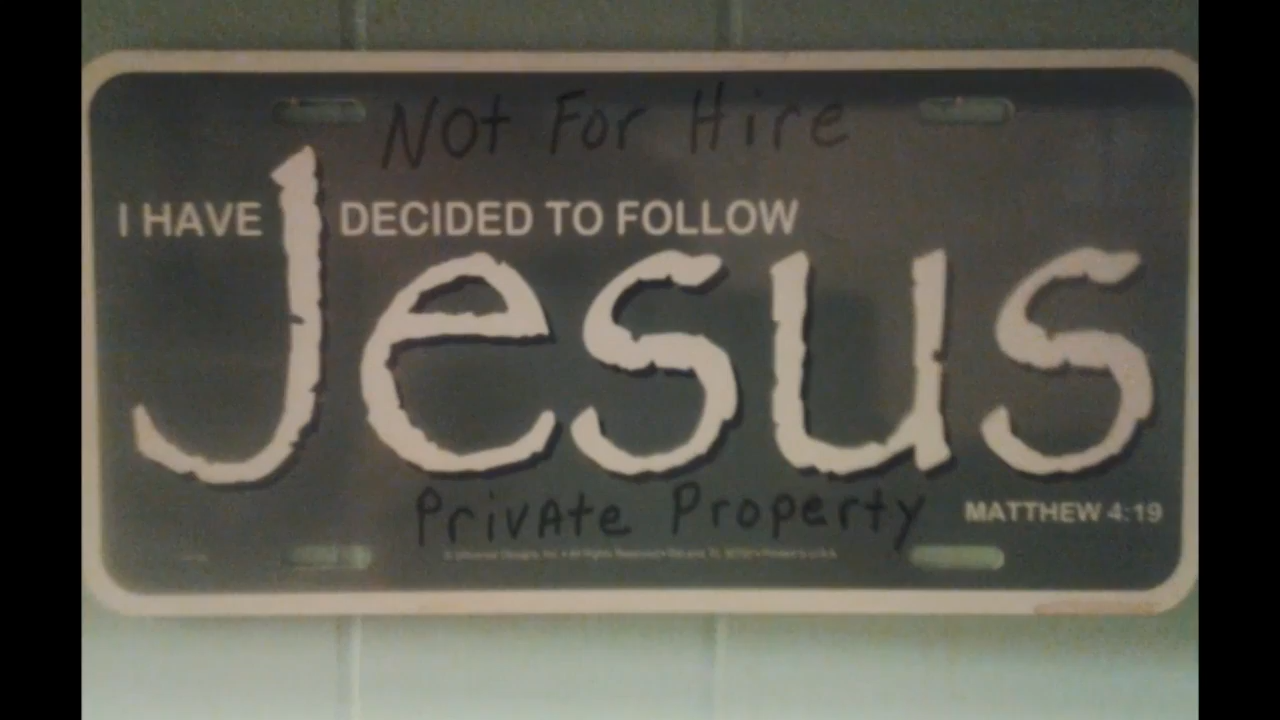 Not For Hire
I HAVE DECIDED TO FOLLOW
Jesus
Private Property
MATTHEW 4:19